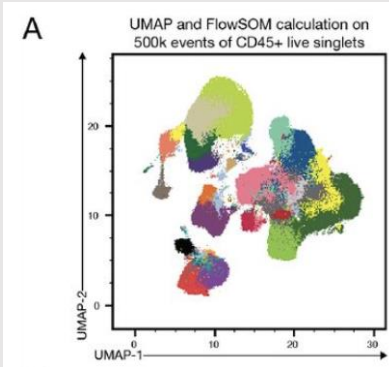 A
UMAP and FlowSOM calculation on
500k events of CD45+ live singlets
20
10
0
UMAP-2
0
10
20
30
UMAP-1